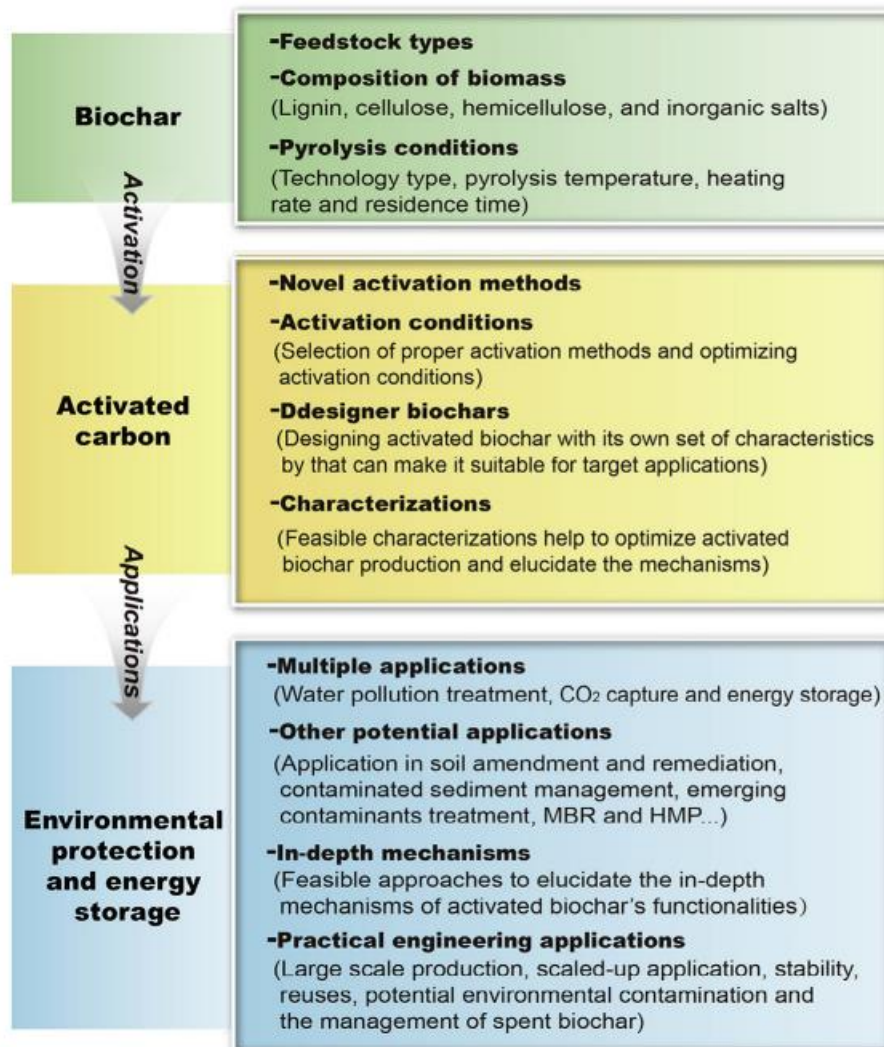 Biochar
-Feedstock types
-Composition of biomass
(Lignin, cellulose, hemicellulose, and inorganic salts)
-Pyrolysis conditions
(Technology type, pyrolysis temperature, heating
rate and residence time)
Activation
Activated
carbon
-Novel activation methods
-Activation conditions
(Selection of proper activation methods and optimizing
activation conditions)
-Ddesigner biochars
(Designing activated biochar with its own set of characteristics
by that can make it suitable for target applications)
-Characterizations
(Feasible characterizations help to optimize activated
biochar production and elucidate the mechanisms)
Applications
Environmental
protection
and energy
storage
-Multiple applications
(Water pollution treatment, CO₂ capture and energy storage)
-Other potential applications
(Application in soil amendment and remediation,
contaminated sediment management, emerging
contaminants treatment, MBR and HMP...)
-In-depth mechanisms
(Feasible approaches to elucidate the in-depth
mechanisms of activated biochar's functionalities)
-Practical engineering applications
(Large scale production, scaled-up application, stability,
reuses, potential environmental contamination and
the management of spent biochar)